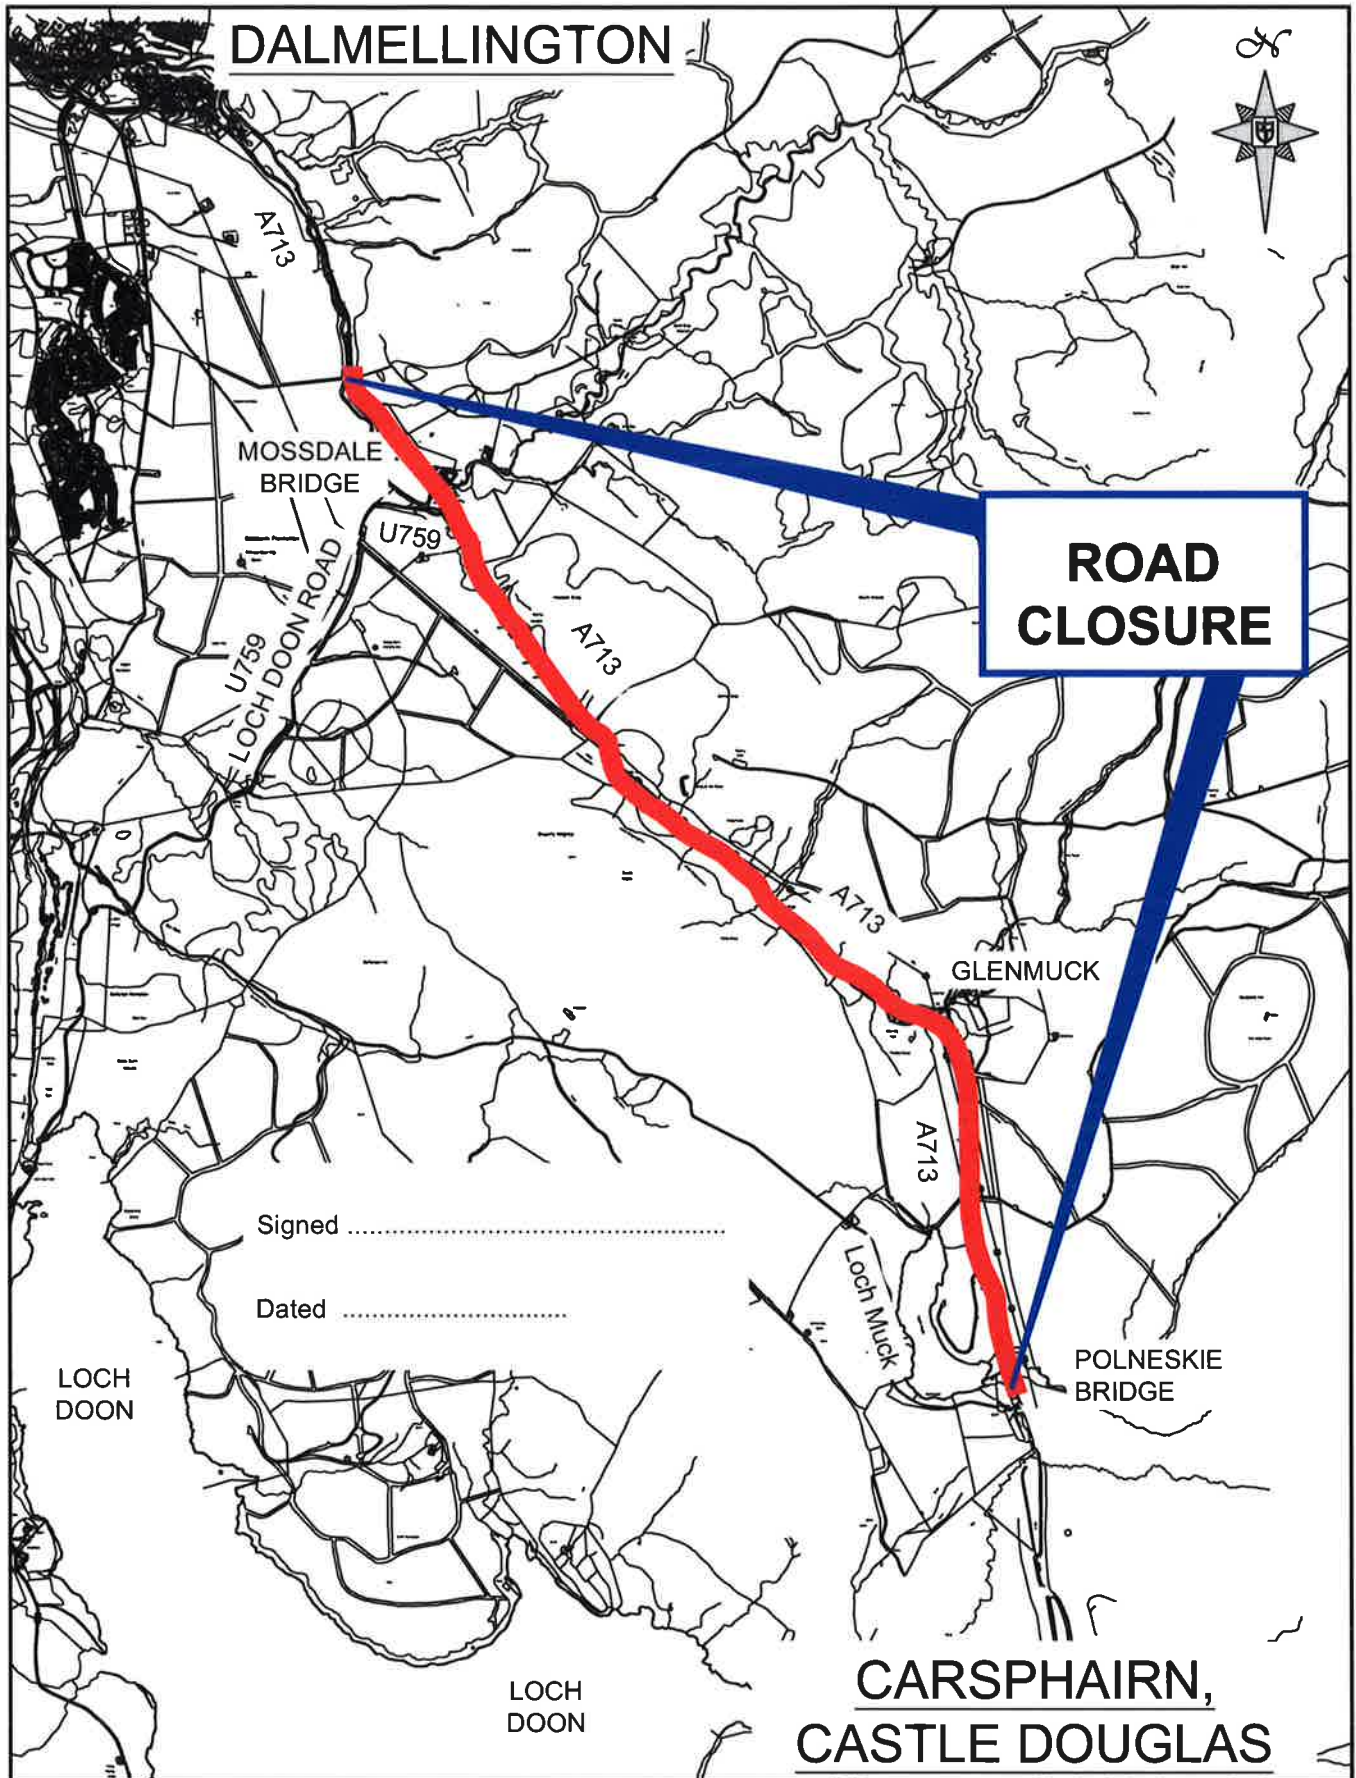 DALMELLINGTON
N
A713
MOSSDALE
BRIDGE
U759
ROAD
CLOSURE
U759
LOCH DOON ROAD
A713
A713
GLENMUCK
A713
Signed ............................................................
Dated ....................................
Loch Muck
LOCH
DOON
POLNESKIE
BRIDGE
LOCH
DOON
CARSPHAIRN,
CASTLE DOUGLAS